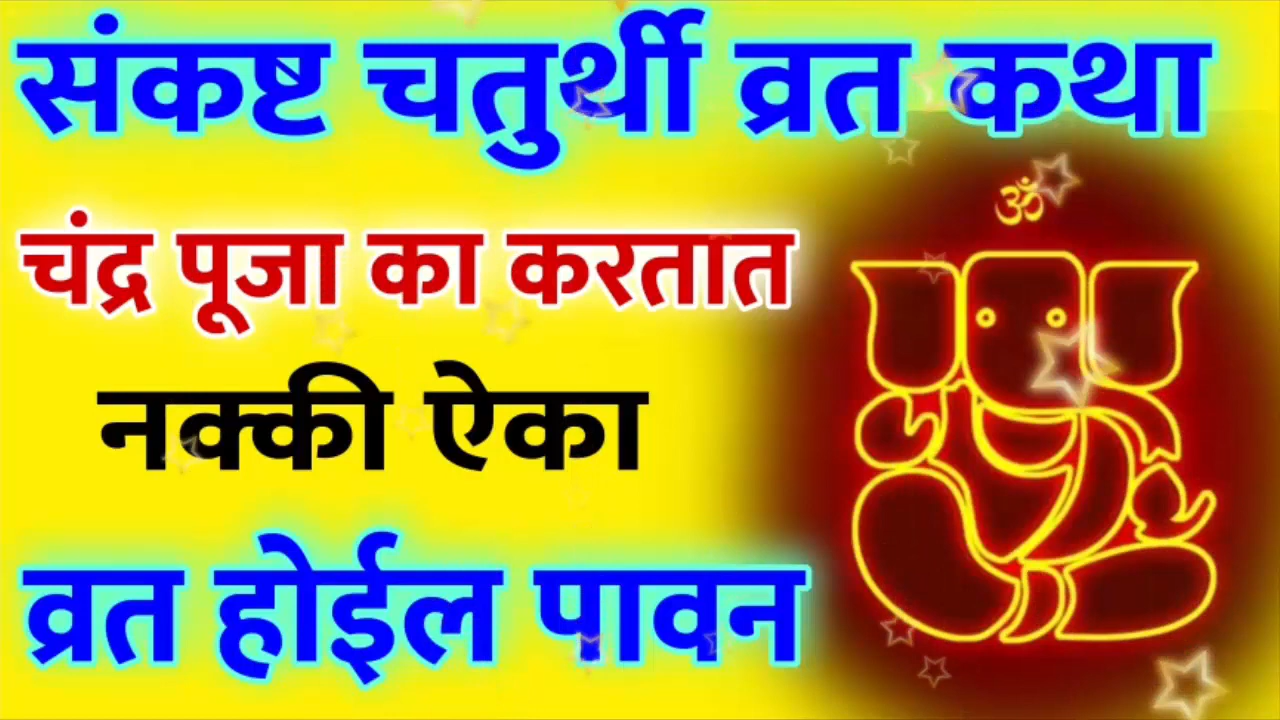 संकष्ट चतुर्थी व्रत कथा
ॐ
चंद्र पूजा का करतात
नक्की ऐका
व्रत होईल पावन